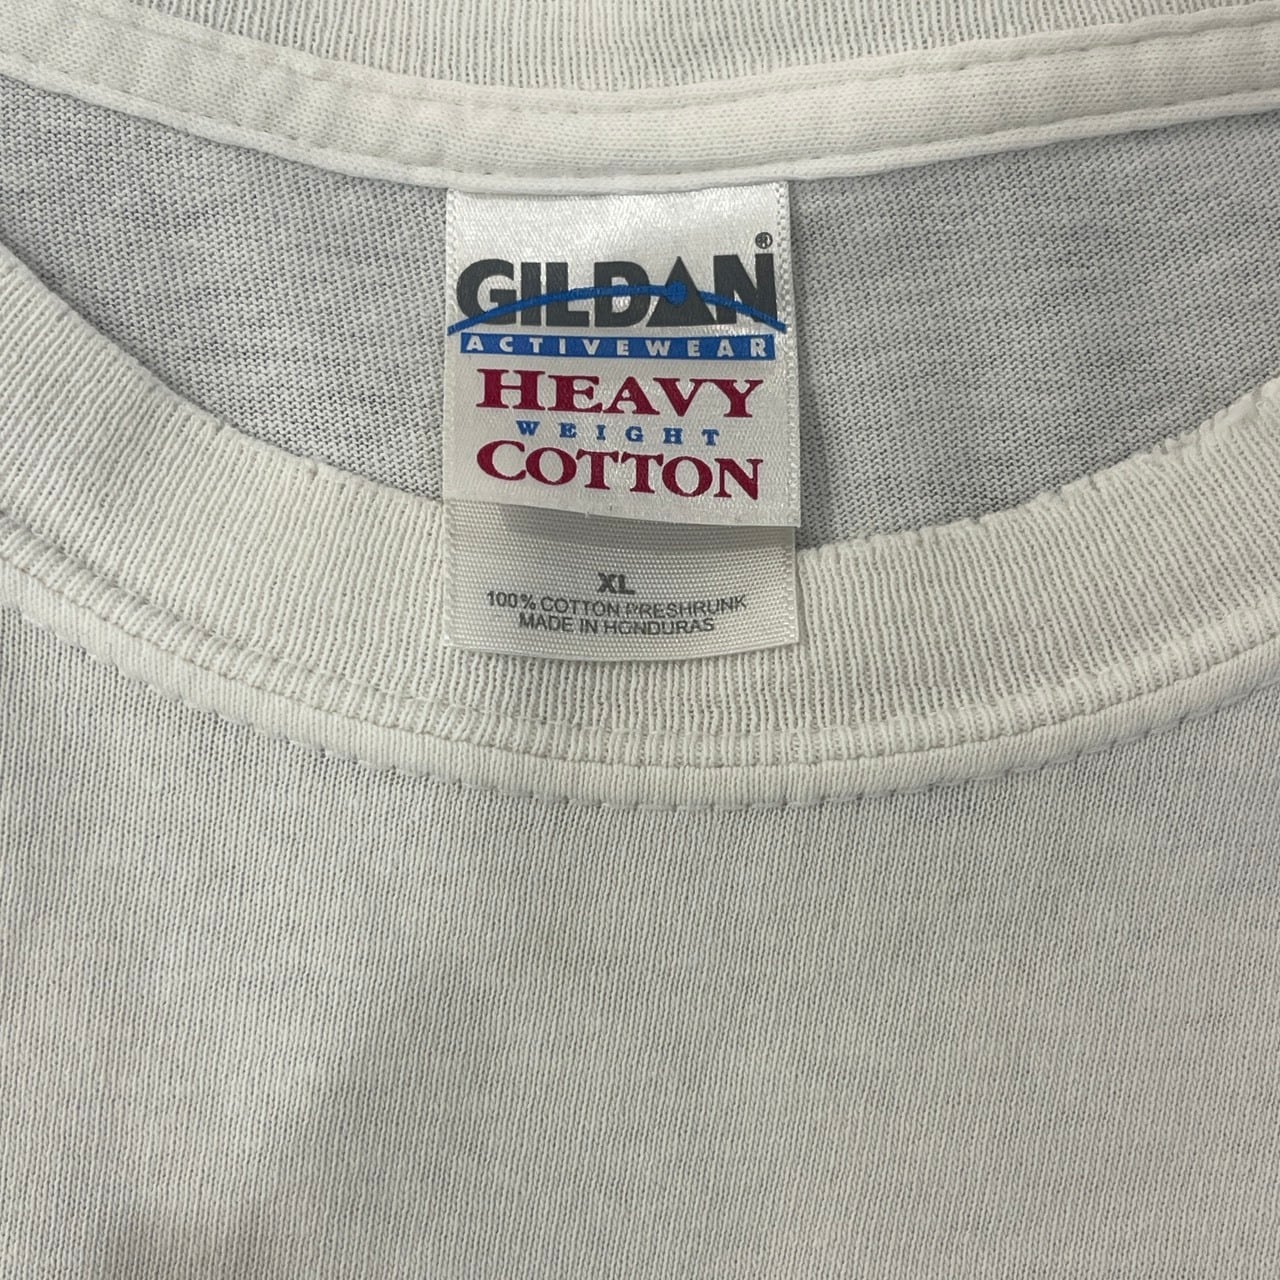 GILDAN®
ACTIVEWEAR
HEAVY
WEIGHT
COTTON
XL
100% COTTON PRESHRUNK
MADE IN HONDURAS